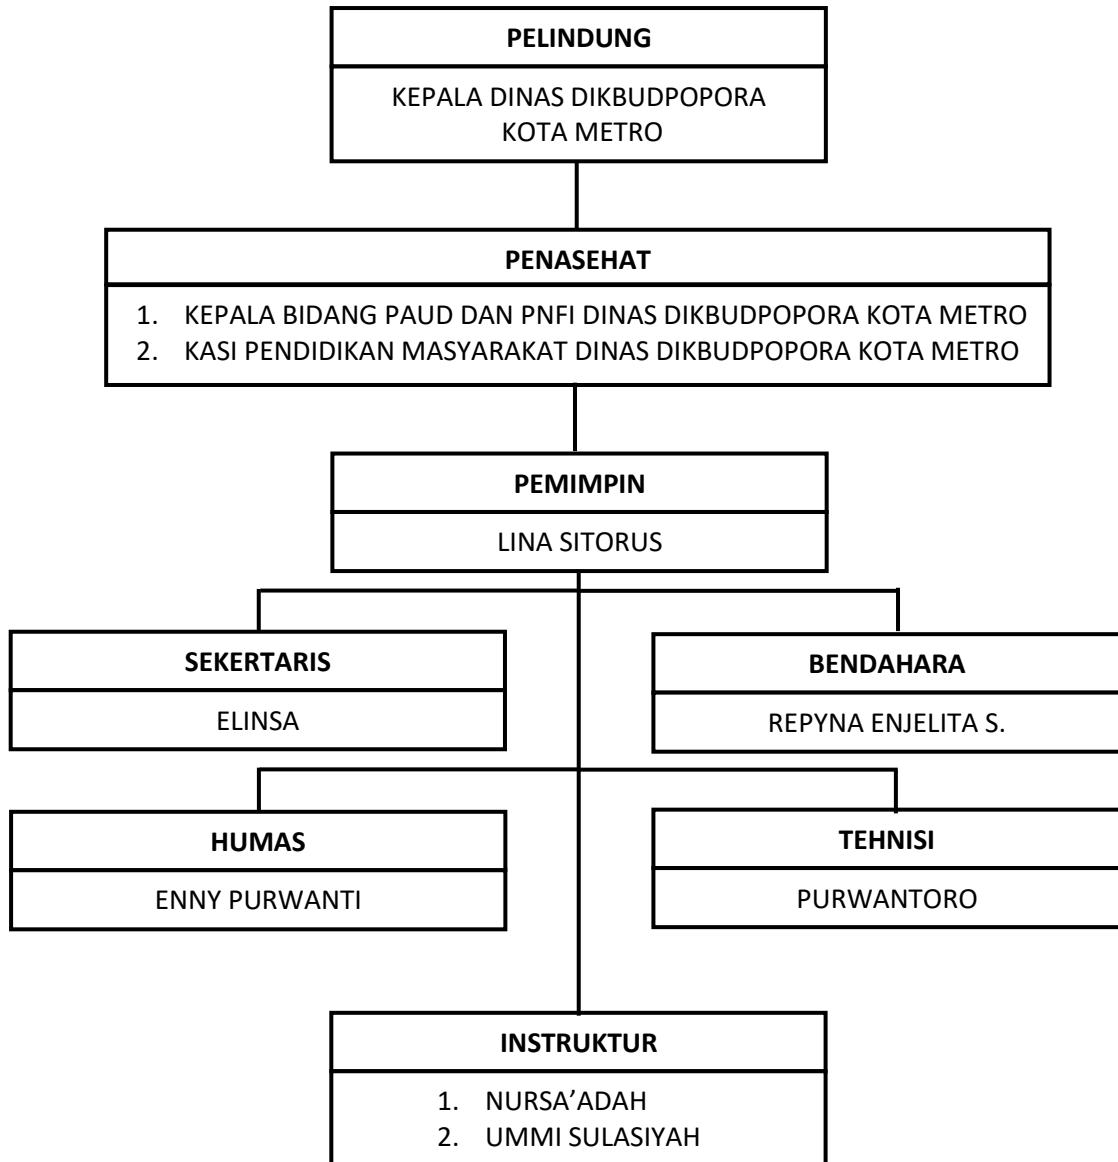 PELINDUNG
KEPALA DINAS DIKBUDPOPORA
KOTA METRO
PENASEHAT
1. KEPALA BIDANG PAUD DAN PNFI DINAS DIKBUDPOPORA KOTA METRO
2. KASI PENDIDIKAN MASYARAKAT DINAS DIKBUDPOPORA KOTA METRO
PEMIMPIN
LINA SITORUS
SEKERTARIS
ELINSA
BENDAHARA
REPYNA ENJELITA S.
HUMAS
ENNY PURWANTI
TEHNISI
PURWANTORO
INSTRUKTUR
1. NURSA’ADAH
2. UMMI SULASIYAH